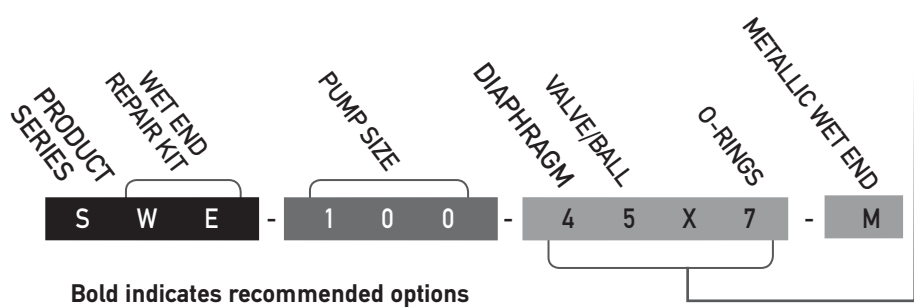 PRODUCT
SERIES
WET END
REPAIR KIT
PUMP SIZE
DIAPHRAGM
VALVE/BALL
O-RINGS
METALLIC WET END
S W E - 1 0 0 - 4 5 X 7 - M
Bold indicates recommended options